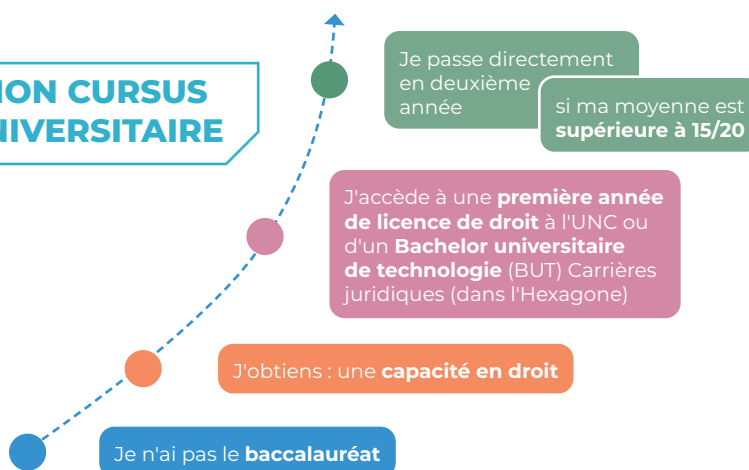 ON CURSUS
NIVERSITAIRE
Je passe directement
en deuxième
année
si ma moyenne est
supérieure à 15/20
J'accède à une première année
de licence de droit à l'UNC ou
d'un Bachelor universitaire
de technologie (BUT) Carrières
juridiques (dans l'Hexagone)
J'obtiens : une capacité en droit
Je n'ai pas le baccalauréat